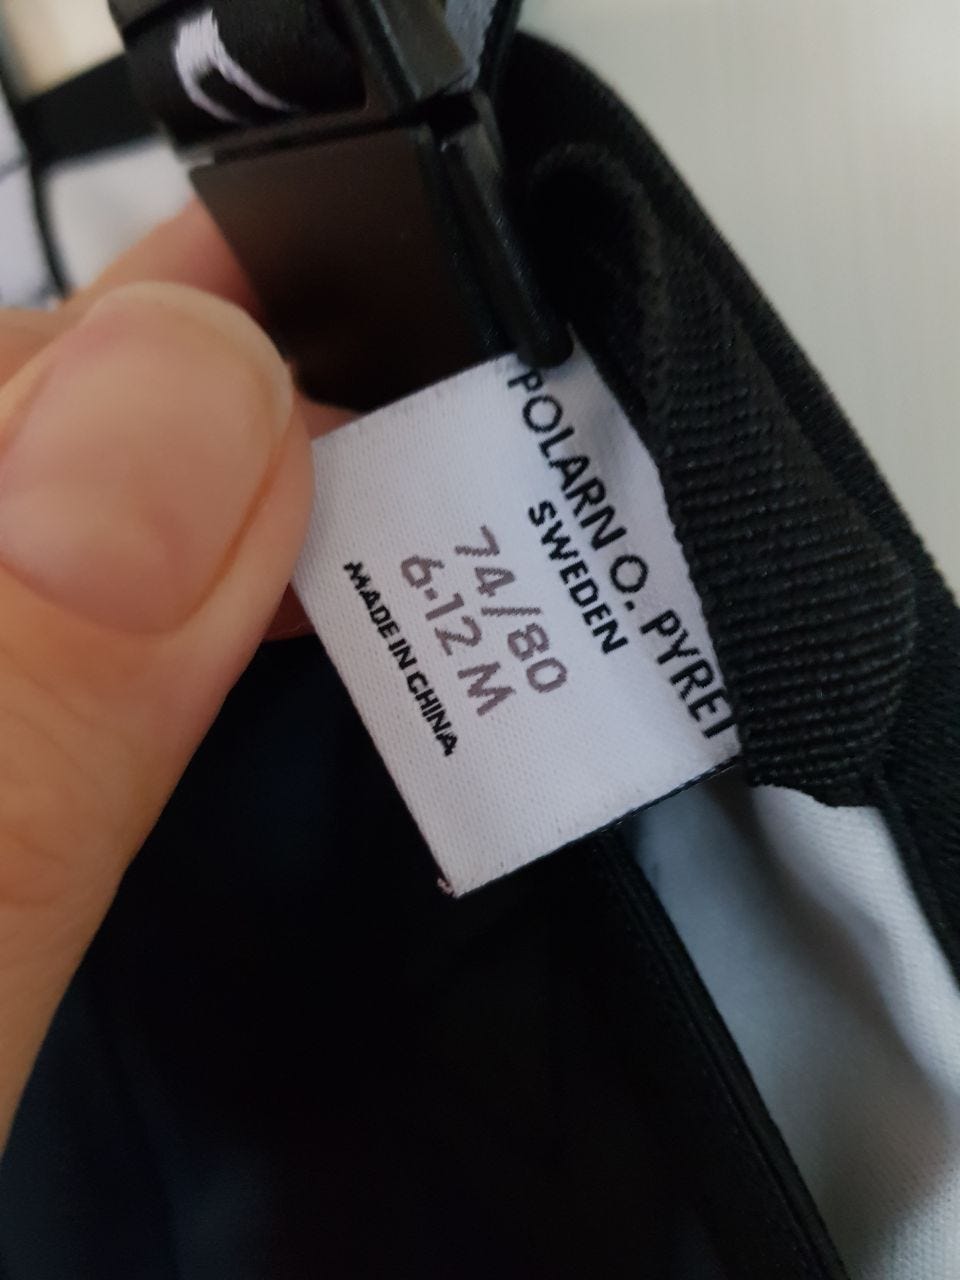 POLARN O. PYRET
SWEDEN
74/80
6-12 M
MADE IN CHINA